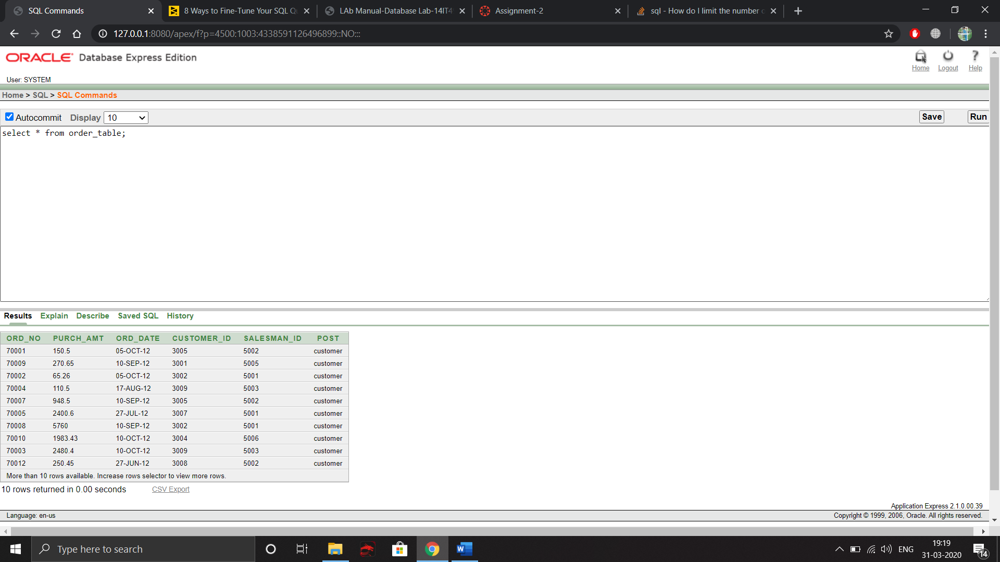 SQL Commands
8 Ways to Fine-Tune Your SQL Q
LAb Manual-Database Lab-14IT4
Assignment-2
sql - How do I limit the number
127.0.0.1:8080/apex/f?p=4500:1003:4338591126496899::NO:::
ORACLE Database Express Edition
Home Logout Help
User: SYSTEM
Home > SQL > SQL Commands
Autocommit Display 10 Save Run
select * from order_table;
Results Explain Describe Saved SQL History
ORD_NO PURCH_AMT ORD_DATE CUSTOMER_ID SALESMAN_ID POST
70001 150.5 05-OCT-12 3005 5002 customer
70009 270.65 10-SEP-12 3001 5005 customer
70002 65.26 05-OCT-12 3002 5001 customer
70004 110.5 17-AUG-12 3009 5003 customer
70007 948.5 10-SEP-12 3005 5002 customer
70005 2400.6 27-JUL-12 3007 5001 customer
70008 5760 10-SEP-12 3002 5001 customer
70010 1983.43 10-OCT-12 3004 5006 customer
70003 2480.4 10-OCT-12 3009 5003 customer
70012 250.45 27-JUN-12 3008 5002 customer
More than 10 rows available. Increase rows selector to view more rows.
10 rows returned in 0.00 seconds CSV Export
Application Express 2.1.0.00.39
Language: en-us Copyright © 1999, 2006, Oracle. All rights reserved.
Type here to search
ENG
19:19
31-03-2020
14